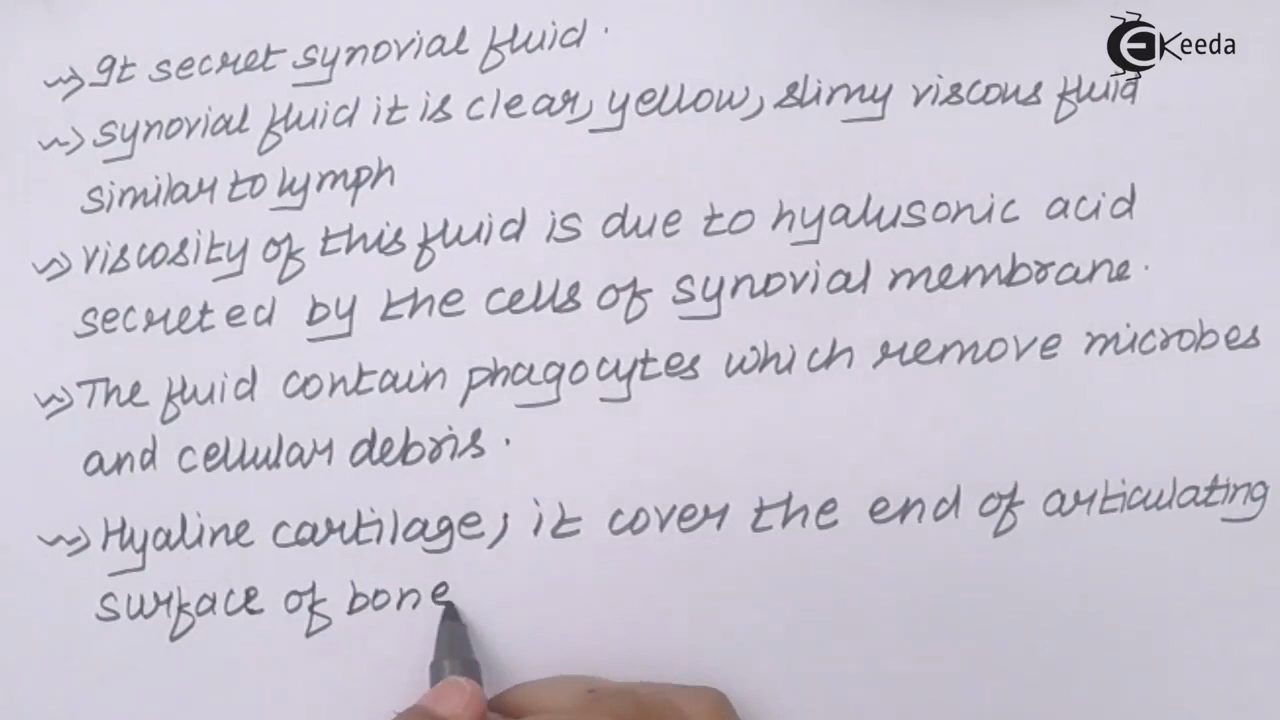 It secret synovial fluid.
Keeda
synovial fluid it is clear, yellow, slimy viscous fluid
similar to lymph
viscosity of this fluid is due to hyalusonic acid
secreted by the cells of synovial membrane.
The fluid contain phagocytes which remove microbes
and cellular debris.
Hyaline cartilage, it cover the end of articulating
surface of bone